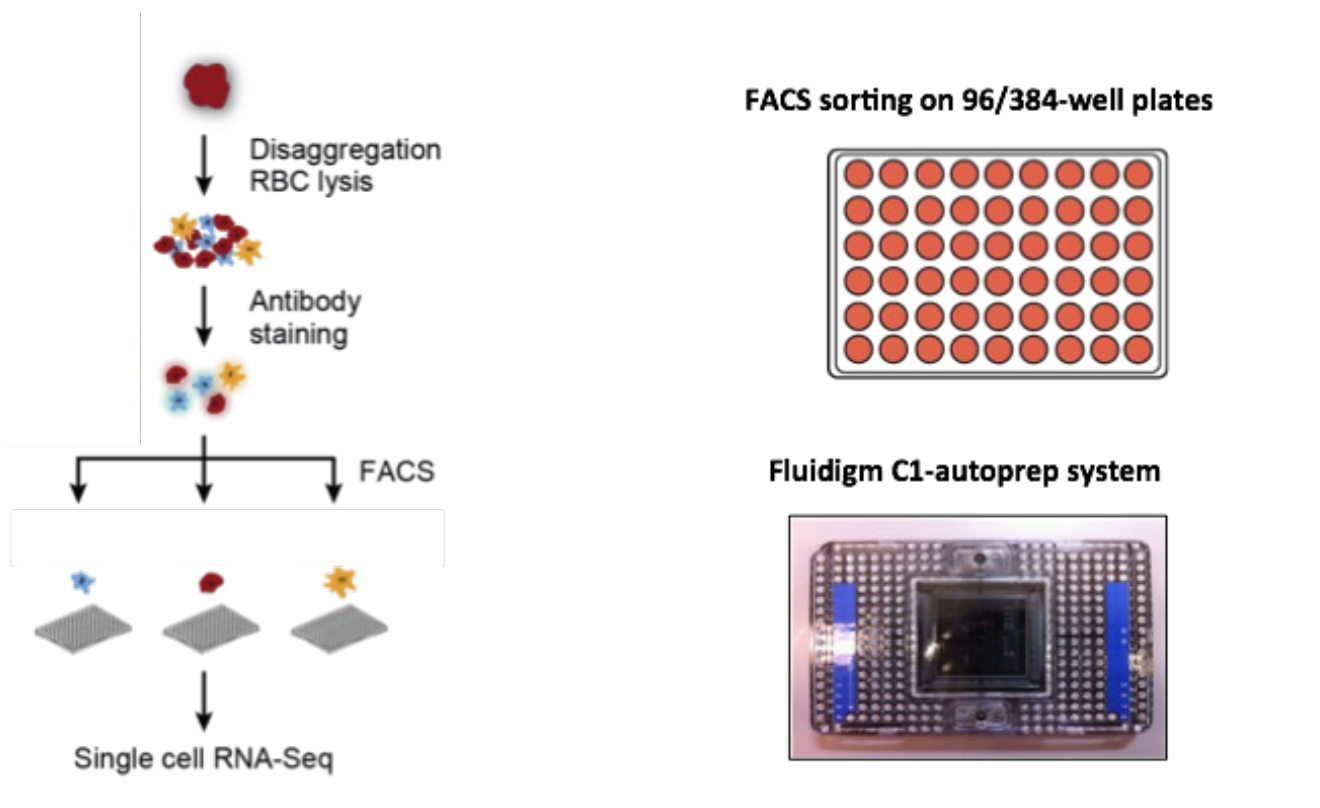 Disaggregation
RBC lysis
Antibody
staining
FACS
Single cell RNA-Seq
FACS sorting on 96/384-well plates
Fluidigm C1-autoprep system